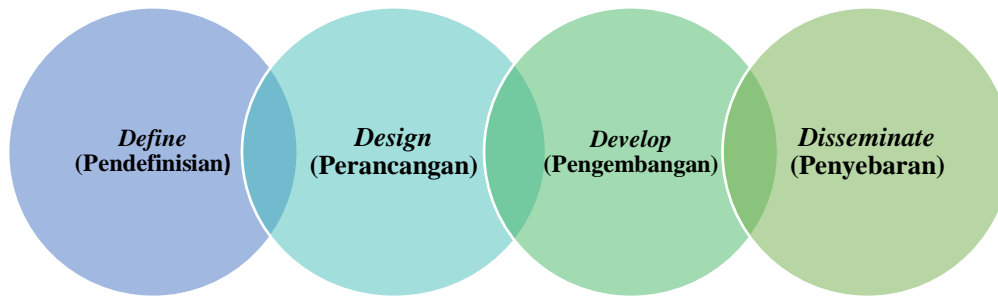 Define
(Pendefinisian)
Design
(Perancangan)
Develop
(Pengembangan)
Disseminate
(Penyebaran)